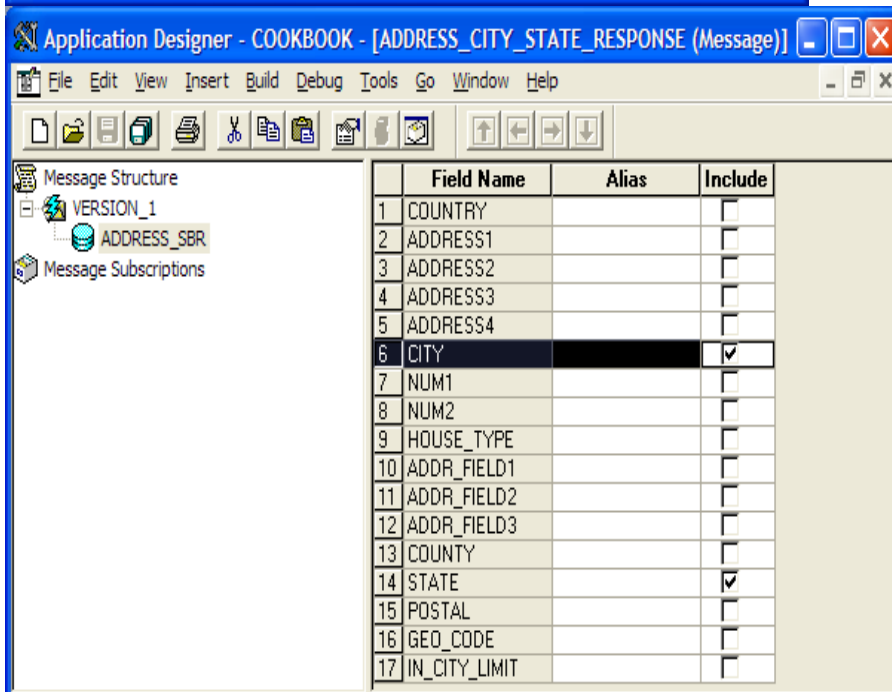 Application Designer - COOKBOOK - [ADDRESS_CITY_STATE_RESPONSE (Message)]
File Edit View Insert Build Debug Tools Go Window Help
Message Structure
VERSION_1
ADDRESS_SBR
Message Subscriptions
Field Name Alias Include
1 COUNTRY
2 ADDRESS1
3 ADDRESS2
4 ADDRESS3
5 ADDRESS4
6 CITY
7 NUM1
8 NUM2
9 HOUSE_TYPE
10 ADDR_FIELD1
11 ADDR_FIELD2
12 ADDR_FIELD3
13 COUNTY
14 STATE
15 POSTAL
16 GEO_CODE
17 IN_CITY_LIMIT